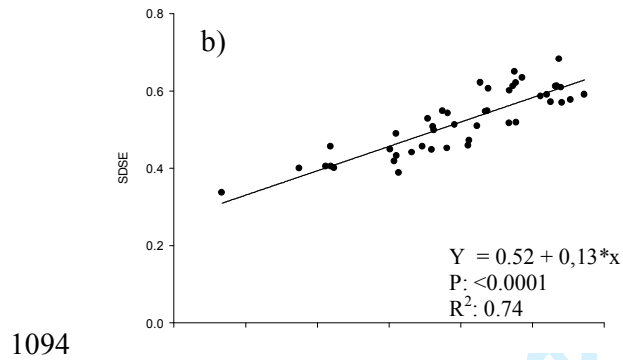 0.8
b)
0.6
SDSE
0.4
0.2
Y = 0.52 + 0,13*x
P: <0.0001
R²: 0.74
0.0
1094